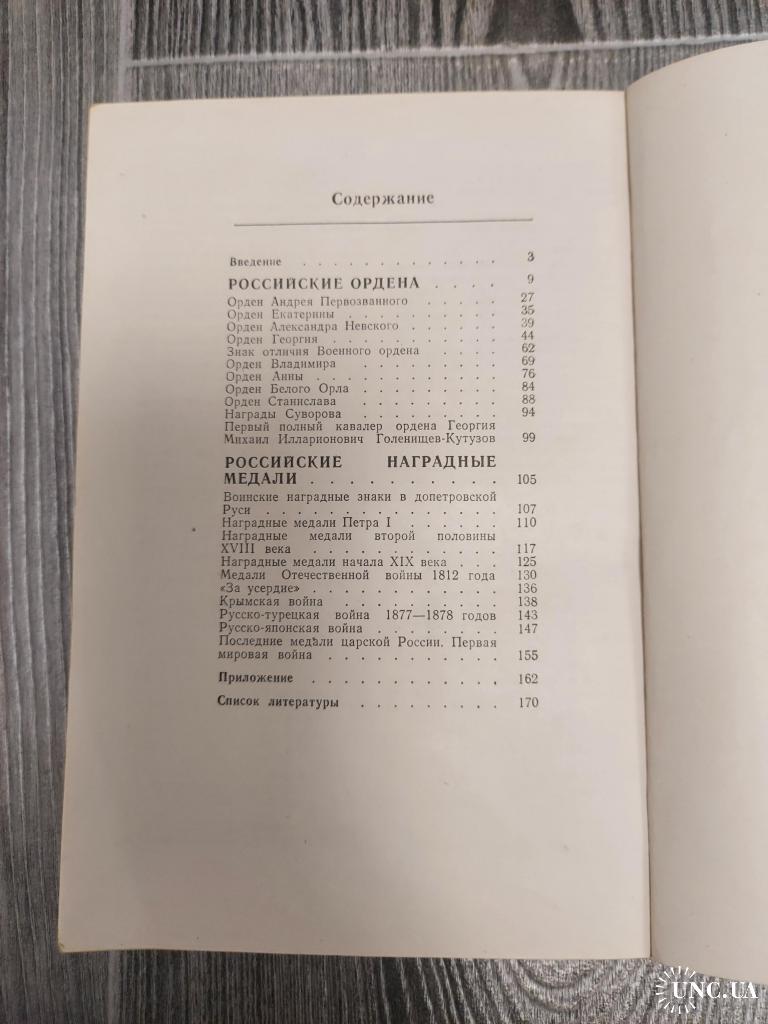 Содержание
Введение . . . . . . . . . . . . . 3
РОССИЙСКИЕ ОРДЕНА . . . . 9
Орден Андрея Первозванного . . . . . 27
Орден Екатерины . . . . . . . . . . 35
Орден Александра Невского . . . . . . 39
Орден Георгия . . . . . . . . . . . 44
Знак отличия Военного ордена . . . . 62
Орден Владимира . . . . . . . . . 69
Орден Анны . . . . . . . . . . . . 76
Орден Белого Орла . . . . . . . . . 84
Орден Станислава . . . . . . . . . 88
Награды Суворова . . . . . . . . . 94
Первый полный кавалер ордена Георгия
Михаил Илларионович Голенищев-Кутузов 99
РОССИЙСКИЕ НАГРАДНЫЕ
МЕДАЛИ . . . . . . . . . . 105
Воинские наградные знаки в допетровской
Руси . . . . . . . . . . . . . . . 107
Наградные медали Петра I . . . . . . 110
Наградные медали второй половины
XVIII века . . . . . . . . . . . . 117
Наградные медали начала XIX века . . . 125
Медали Отечественной войны 1812 года 130
«За усердие» . . . . . . . . . . . . 136
Крымская война . . . . . . . . . . 138
Русско-турецкая война 1877—1878 годов 143
Русско-японская война . . . . . . . . 147
Последние медали царской России. Первая
мировая война . . . . . . . . . . . 155
Приложение . . . . . . . . . . . . 162
Список литературы . . . . . . . . . 170
UNC.UA